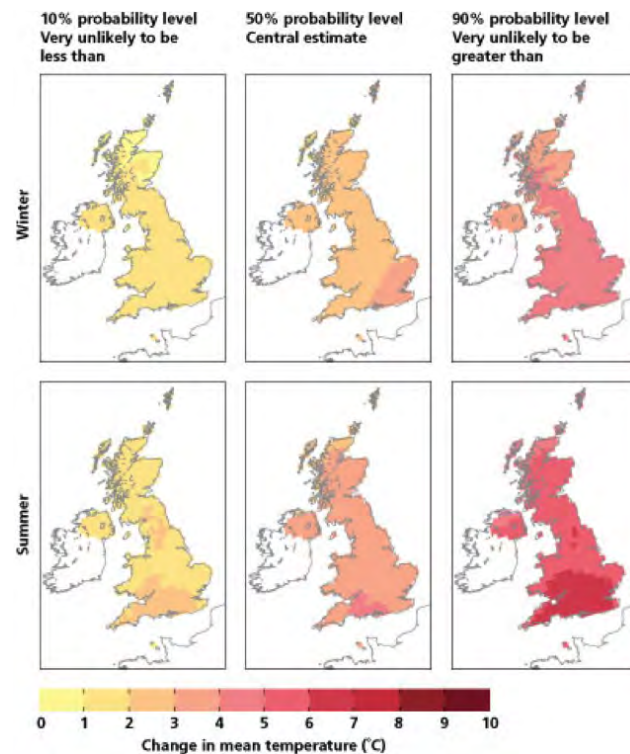 10% probability level
Very unlikely to be
less than
50% probability level
Central estimate
90% probability level
Very unlikely to be
greater than
Winter
Summer
0 1 2 3 4 5 6 7 8 9 10
Change in mean temperature (˚C)